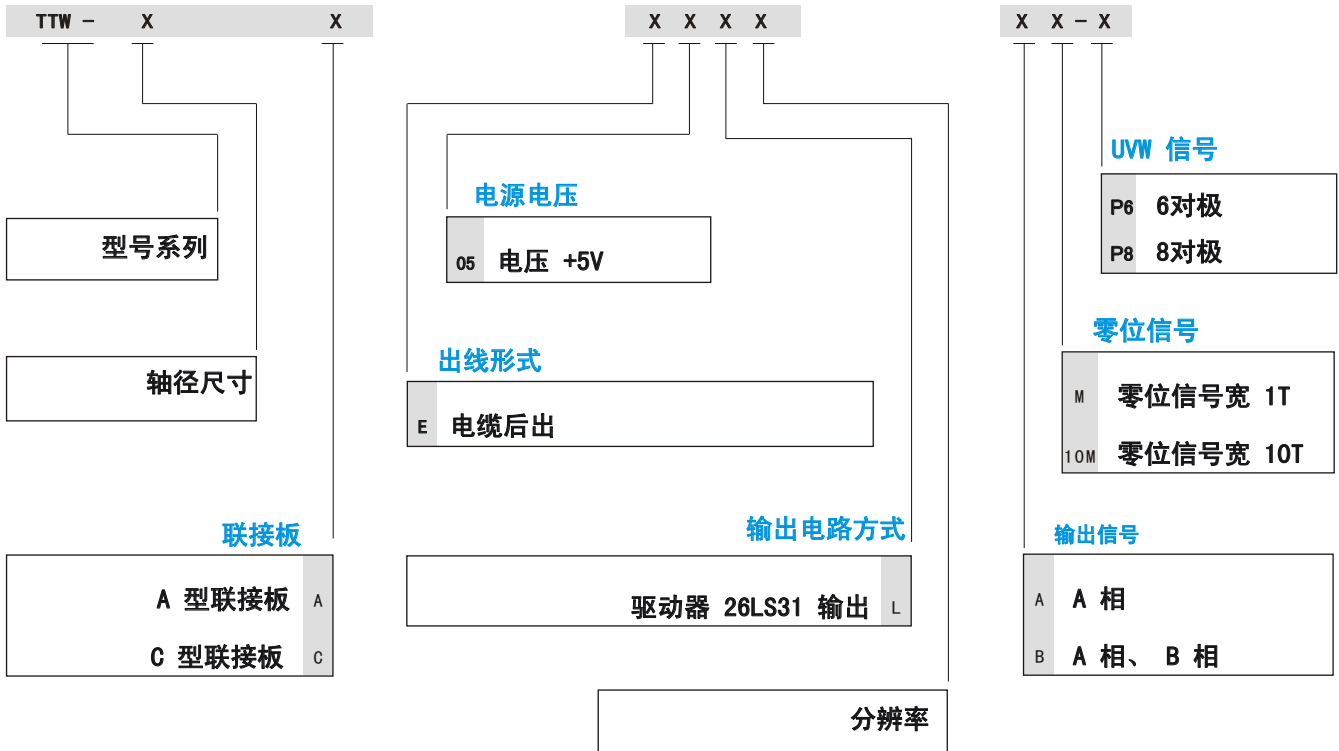 TTW - X X
X X X X
X X - X
UVW 信号
P6 6对极
P8 8对极
电源电压
05 电压 +5V
型号系列
零位信号
M 零位信号宽 1T
10M 零位信号宽 10T
出线形式
E 电缆后出
轴径尺寸
联接板
A 型联接板 A
C 型联接板 C
输出电路方式
驱动器 26LS31 输出 L
输出信号
A A 相
B A 相、 B 相
分辨率